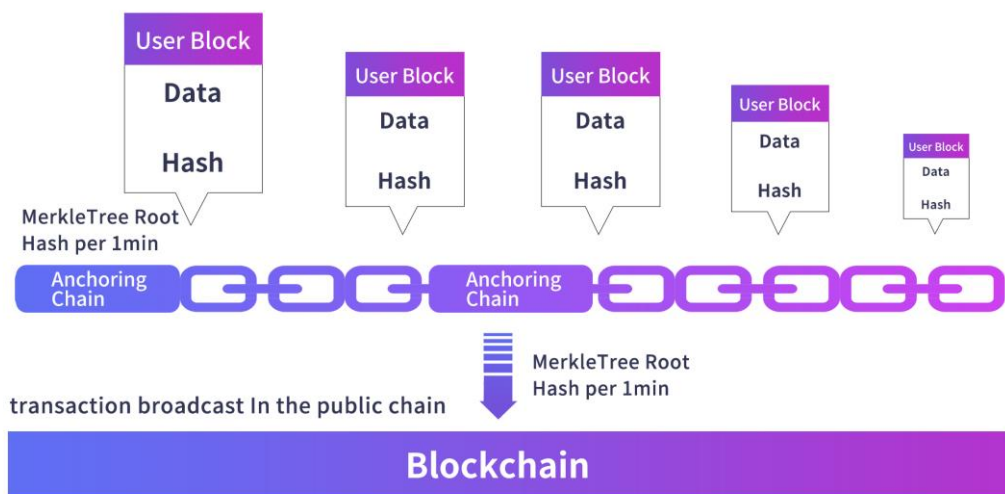 User Block
Data
Hash
User Block
Data
Hash
User Block
Data
Hash
User Block
Data
Hash
User Block
Data
Hash
MerkleTree Root
Hash per 1min
Anchoring
Chain
Anchoring
Chain
MerkleTree Root
Hash per 1min
transaction broadcast In the public chain
Blockchain